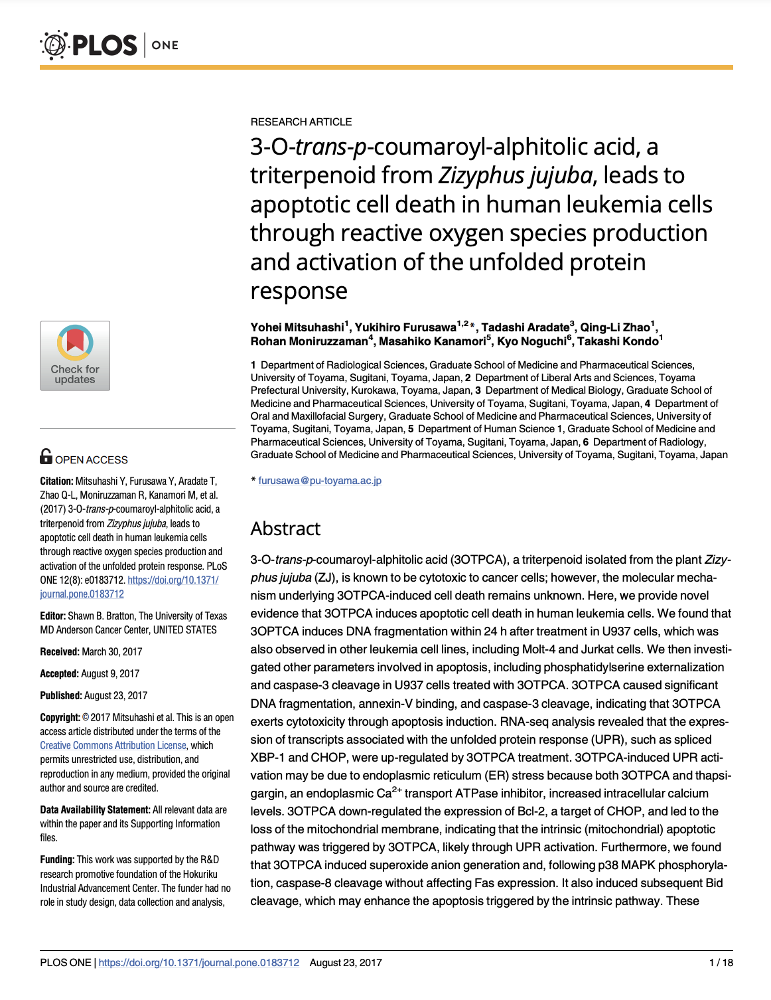 PLOS | ONE
RESEARCH ARTICLE
3-O-trans-p-coumaroyl-alphitolic acid, a
triterpenoid from Zizyphus jujuba, leads to
apoptotic cell death in human leukemia cells
through reactive oxygen species production
and activation of the unfolded protein
response
Yohei Mitsuhashi1, Yukihiro Furusawa1,2*, Tadashi Aradate3, Qing-Li Zhao1,
Rohan Moniruzzaman4, Masahiko Kanamori5, Kyo Noguchi6, Takashi Kondo1
1 Department of Radiological Sciences, Graduate School of Medicine and Pharmaceutical Sciences,
University of Toyama, Sugitani, Toyama, Japan, 2 Department of Liberal Arts and Sciences, Toyama
Prefectural University, Kurokawa, Toyama, Japan, 3 Department of Medical Biology, Graduate School of
Medicine and Pharmaceutical Sciences, University of Toyama, Sugitani, Toyama, Japan, 4 Department of
Oral and Maxillofacial Surgery, Graduate School of Medicine and Pharmaceutical Sciences, University of
Toyama, Sugitani, Toyama, Japan, 5 Department of Human Science 1, Graduate School of Medicine and
Pharmaceutical Sciences, University of Toyama, Sugitani, Toyama, Japan, 6 Department of Radiology,
Graduate School of Medicine and Pharmaceutical Sciences, University of Toyama, Sugitani, Toyama, Japan
* furusawa@pu-toyama.ac.jp
Check for
updates
OPEN ACCESS
Citation: Mitsuhashi Y, Furusawa Y, Aradate T,
Zhao Q-L, Moniruzzaman R, Kanamori M, et al.
(2017) 3-O-trans-p-coumaroyl-alphitolic acid, a
triterpenoid from Zizyphus jujuba, leads to
apoptotic cell death in human leukemia cells
through reactive oxygen species production and
activation of the unfolded protein response. PLoS
ONE 12(8): e0183712. https://doi.org/10.1371/
journal.pone.0183712
Editor: Shawn B. Bratton, The University of Texas
MD Anderson Cancer Center, UNITED STATES
Received: March 30, 2017
Accepted: August 9, 2017
Published: August 23, 2017
Copyright: © 2017 Mitsuhashi et al. This is an open
access article distributed under the terms of the
Creative Commons Attribution License, which
permits unrestricted use, distribution, and
reproduction in any medium, provided the original
author and source are credited.
Data Availability Statement: All relevant data are
within the paper and its Supporting Information
files.
Funding: This work was supported by the R&D
research promotive foundation of the Hokuriku
Industrial Advancement Center. The funder had no
role in study design, data collection and analysis,
Abstract
3-O-trans-p-coumaroyl-alphitolic acid (3OTPCA), a triterpenoid isolated from the plant Zizy-
phus jujuba (ZJ), is known to be cytotoxic to cancer cells; however, the molecular mecha-
nism underlying 3OTPCA-induced cell death remains unknown. Here, we provide novel
evidence that 3OTPCA induces apoptotic cell death in human leukemia cells. We found that
3OPTCA induces DNA fragmentation within 24 h after treatment in U937 cells, which was
also observed in other leukemia cell lines, including Molt-4 and Jurkat cells. We then investi-
gated other parameters involved in apoptosis, including phosphatidylserine externalization
and caspase-3 cleavage in U937 cells treated with 3OTPCA. 3OTPCA caused significant
DNA fragmentation, annexin-V binding, and caspase-3 cleavage, indicating that 3OTPCA
exerts cytotoxicity through apoptosis induction. RNA-seq analysis revealed that the expres-
sion of transcripts associated with the unfolded protein response (UPR), such as spliced
XBP-1 and CHOP, were up-regulated by 3OTPCA treatment. 3OTPCA-induced UPR acti-
vation may be due to endoplasmic reticulum (ER) stress because both 3OTPCA and thapsi-
gargin, an endoplasmic Ca2+ transport ATPase inhibitor, increased intracellular calcium
levels. 3OTPCA down-regulated the expression of Bcl-2, a target of CHOP, and led to the
loss of the mitochondrial membrane, indicating that the intrinsic (mitochondrial) apoptotic
pathway was triggered by 3OTPCA, likely through UPR activation. Furthermore, we found
that 3OTPCA induced superoxide anion generation and, following p38 MAPK phosphoryla-
tion, caspase-8 cleavage without affecting Fas expression. It also induced subsequent Bid
cleavage, which may enhance the apoptosis triggered by the intrinsic pathway. These
PLOS ONE | https://doi.org/10.1371/journal.pone.0183712 August 23, 2017
1 / 18